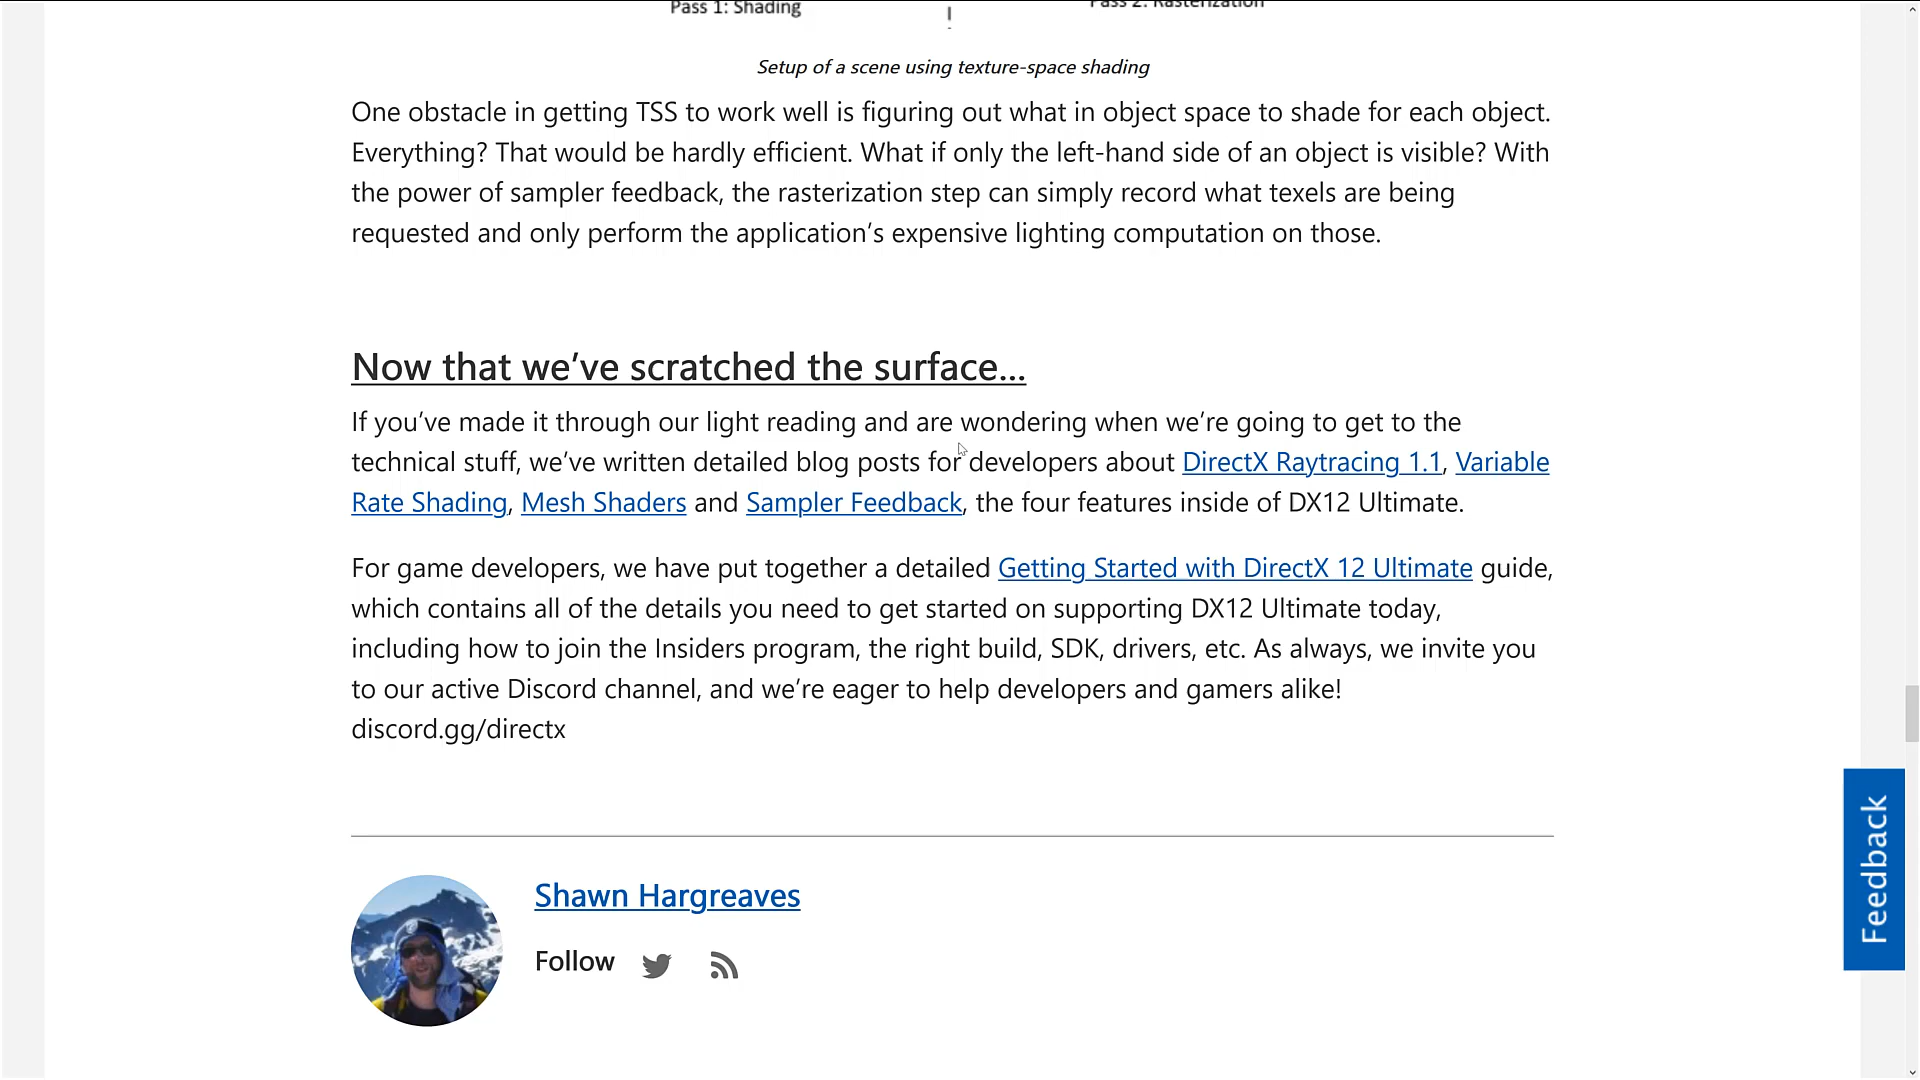 Pass 1: Shading
Pass 2: Rasterization
Setup of a scene using texture-space shading
One obstacle in getting TSS to work well is figuring out what in object space to shade for each object.
Everything? That would be hardly efficient. What if only the left-hand side of an object is visible? With
the power of sampler feedback, the rasterization step can simply record what texels are being
requested and only perform the application’s expensive lighting computation on those.
Now that we’ve scratched the surface…
If you’ve made it through our light reading and are wondering when we’re going to get to the
technical stuff, we’ve written detailed blog posts for developers about DirectX Raytracing 1.1, Variable
Rate Shading, Mesh Shaders and Sampler Feedback, the four features inside of DX12 Ultimate.
For game developers, we have put together a detailed Getting Started with DirectX 12 Ultimate guide,
which contains all of the details you need to get started on supporting DX12 Ultimate today,
including how to join the Insiders program, the right build, SDK, drivers, etc. As always, we invite you
to our active Discord channel, and we’re eager to help developers and gamers alike!
discord.gg/directx
Feedback
Shawn Hargreaves
Follow